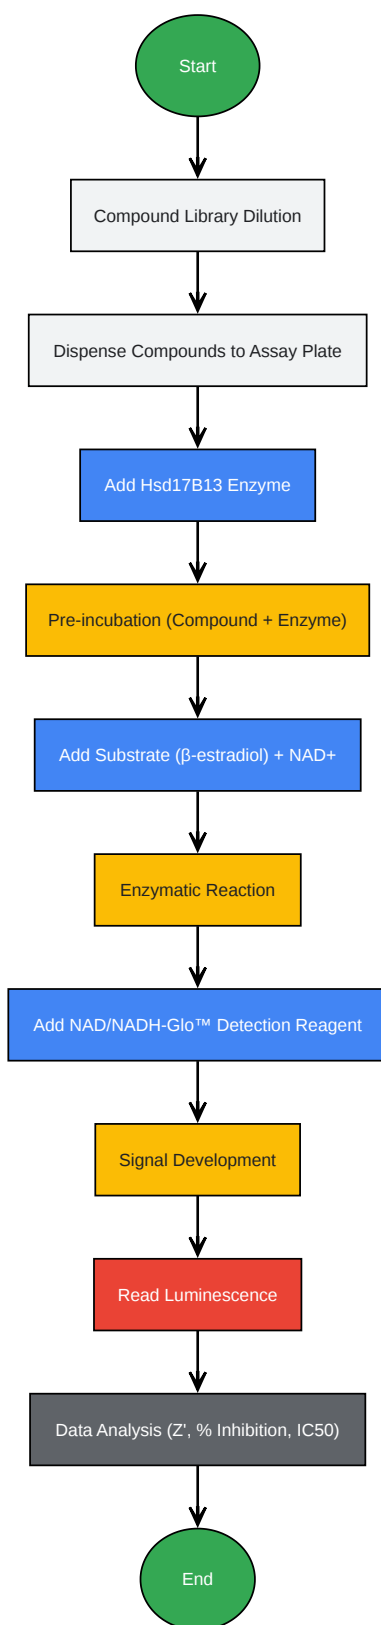 Start
Compound Library Dilution
Dispense Compounds to Assay Plate
Add Hsd17B13 Enzyme
Pre-incubation (Compound + Enzyme)
Add Substrate (β-estradiol) + NAD+
Enzymatic Reaction
Add NAD/NADH-Glo™ Detection Reagent
Signal Development
Read Luminescence
Data Analysis (Z', % Inhibition, IC50)
End